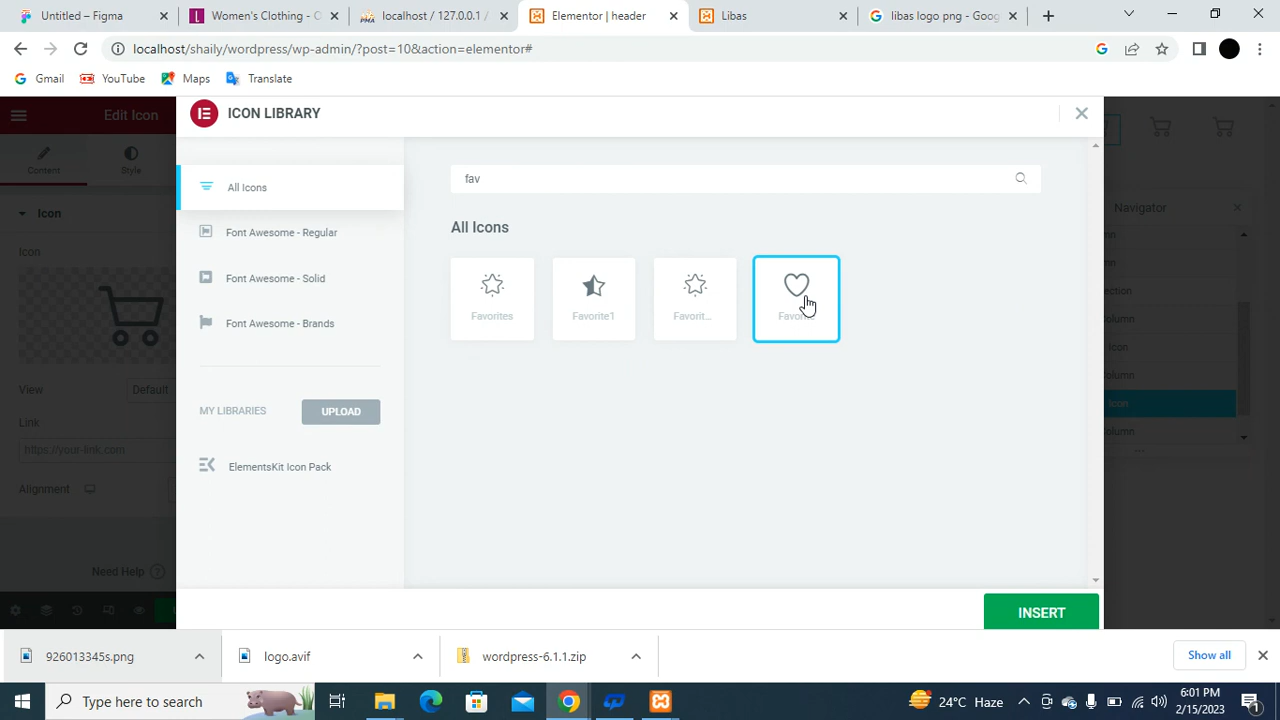 Untitled – Figma
Women's Clothing - C
localhost / 127.0.0.1 /
Elementor | header
Libas
libas logo png - Goog
localhost/shaily/wordpress/wp-admin/?post=10&action=elementor#
Gmail
YouTube
Maps
Translate
Edit Icon
ICON LIBRARY
Content
Style
All Icons
fav
Icon
Navigator
Font Awesome - Regular
All Icons
Icon
Font Awesome - Solid
Favorites
Favorite1
Favorit...
Font Awesome - Brands
Icon
View
Default
Icon
MY LIBRARIES
UPLOAD
Link
https://your-link.com
ElementsKit Icon Pack
Alignment
Need Help
INSERT
926013345s.png
logo.avif
wordpress-6.1.1.zip
Show all
Type here to search
24°C Haze
6:01 PM
2/15/2023
1